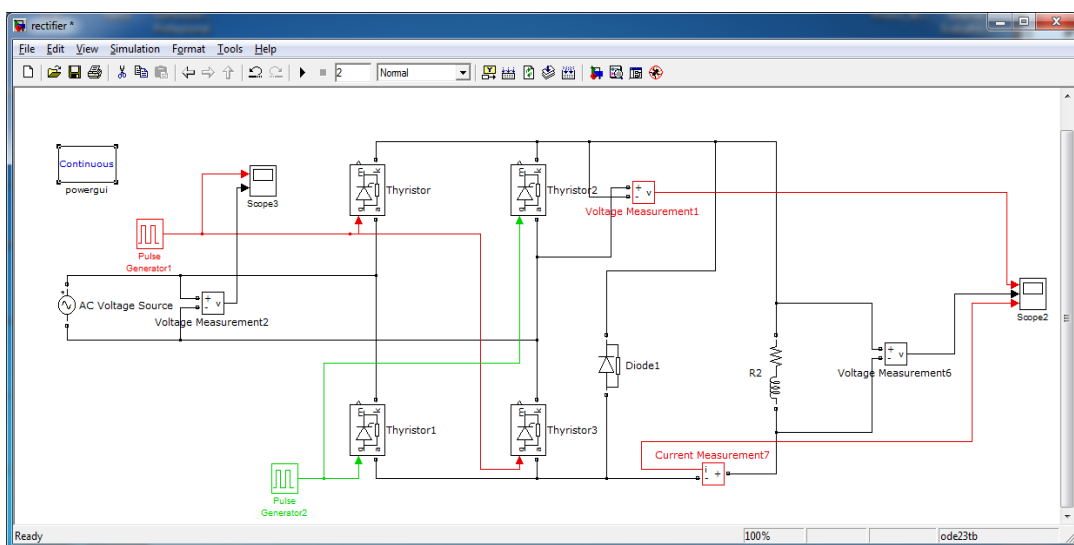 rectifier *
File Edit View Simulation Format Tools Help
2 Normal
Continuous
powergui
Scope3
Thyristor
Thyristor2
Voltage Measurement1
Pulse
Generator1
AC Voltage Source
Voltage Measurement2
Scope2
Diode1
R2
Voltage Measurement6
Thyristor1
Thyristor3
Current Measurement7
Pulse
Generator2
Ready 100% ode23tb